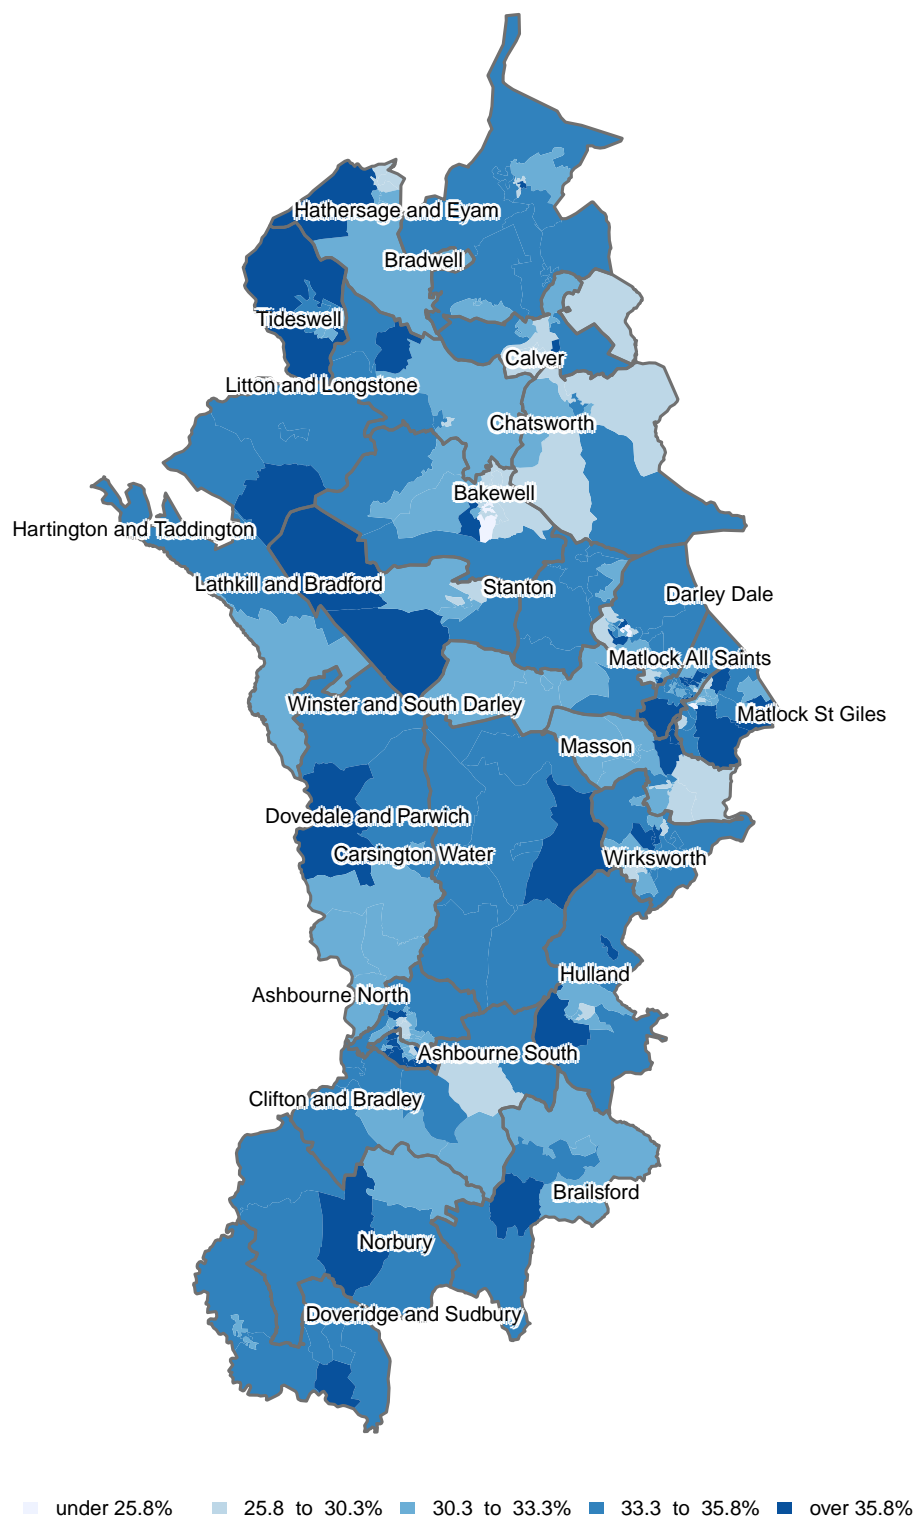 Hathersage and Eyam
Bradwell
Tideswell
Calver
Litton and Longstone
Chatsworth
Bakewell
Hartington and Taddington
Lathkill and Bradford
Stanton
Darley Dale
Matlock All Saints
Winster and South Darley
Matlock St Giles
Masson
Dovedale and Parwich
Carsington Water
Wirksworth
Hulland
Ashbourne North
Ashbourne South
Clifton and Bradley
Brailsford
Norbury
Doveridge and Sudbury
under 25.8% 25.8 to 30.3% 30.3 to 33.3% 33.3 to 35.8% over 35.8%